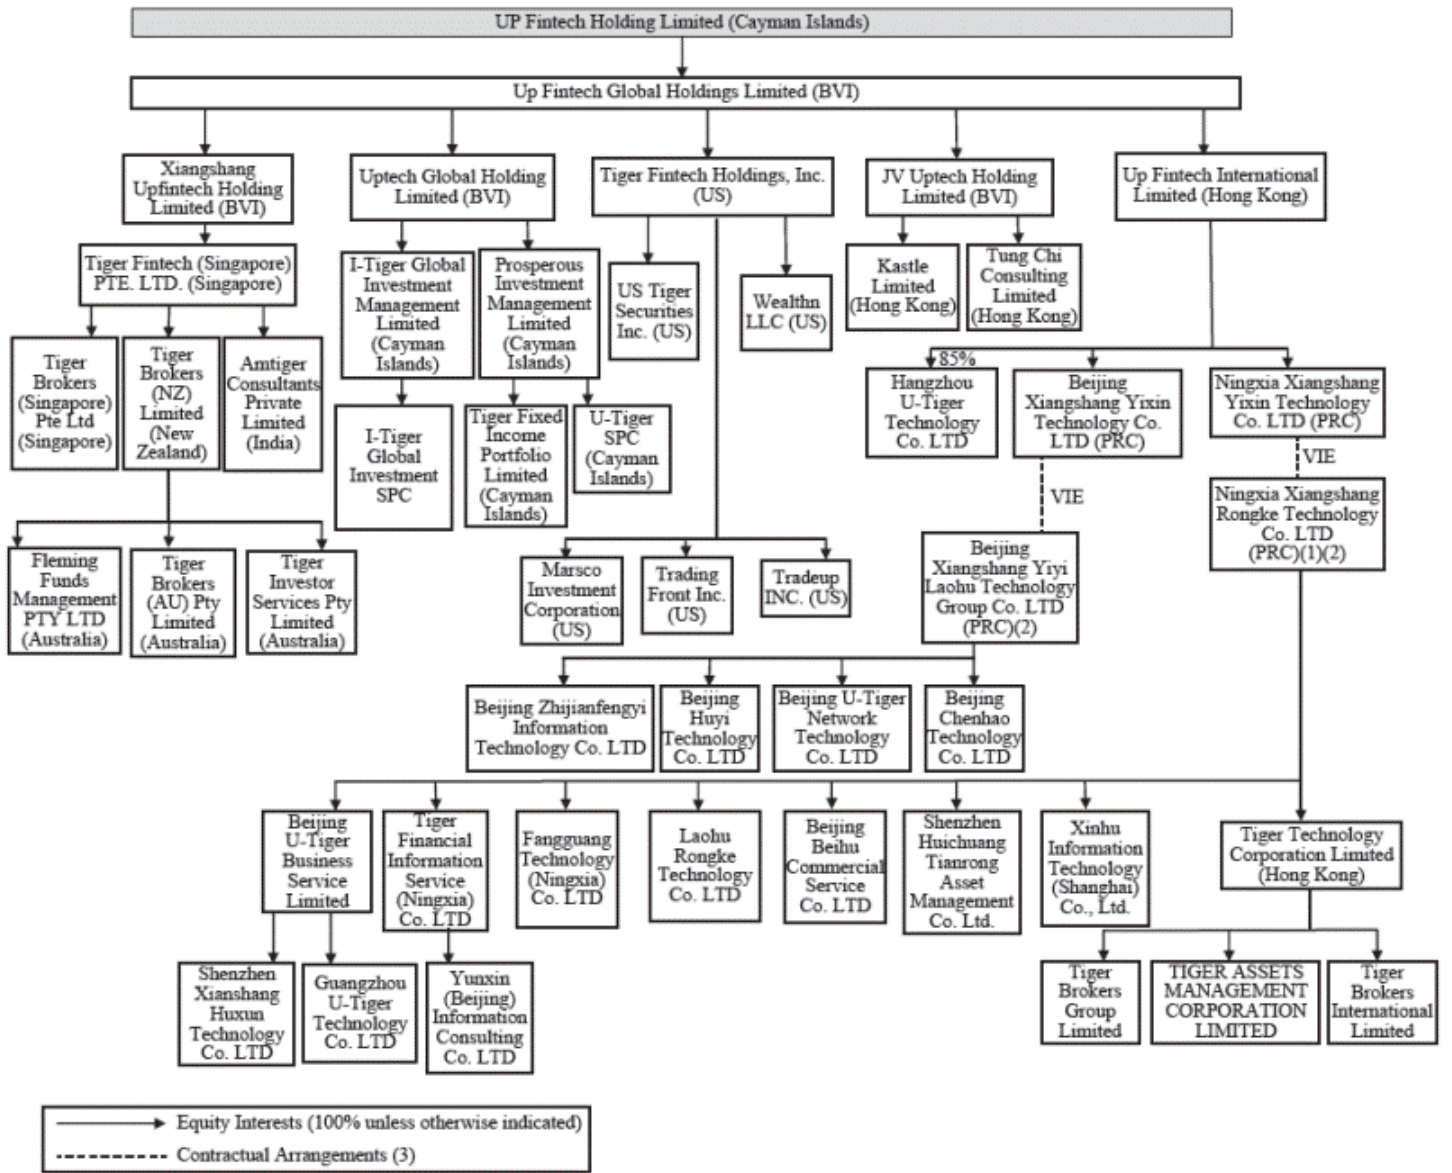 UP Fintech Holding Limited (Cayman Islands)
Up Fintech Global Holdings Limited (BVI)
Xiangshang
Upfintech Holding
Limited (BVI)
Uptech Global Holding
Limited (BVI)
Tiger Fintech Holdings, Inc.
(US)
JV Uptech Holding
Limited (BVI)
Up Fintech International
Limited (Hong Kong)
Tiger Fintech (Singapore)
PTE. LTD. (Singapore)
I-Tiger Global
Investment
Management
Limited
(Cayman
Islands)
Prosperous
Investment
Management
Limited
(Cayman
Islands)
US Tiger
Securities
Inc. (US)
Wealthn
LLC (US)
Kastle
Limited
(Hong Kong)
Tung Chi
Consulting
Limited
(Hong Kong)
Tiger
Brokers
(Singapore)
Pte Ltd
(Singapore)
Tiger
Brokers
(NZ)
Limited
(New
Zealand)
Amtiger
Consultants
Private
Limited
(India)
I-Tiger
Global
Investment
SPC
Tiger Fixed
Income
Portfolio
Limited
(Cayman
Islands)
U-Tiger
SPC
(Cayman
Islands)
85%
Hangzhou
U-Tiger
Technology
Co. LTD
Beijing
Xiangshang Yixin
Technology Co.
LTD (PRC)
Ningxia Xiangshang
Yixin Technology
Co. LTD (PRC)
VIE
VIE
Ningxia Xiangshang
Rongke Technology
Co. LTD
(PRC)(1)(2)
Fleming
Funds
Management
PTY LTD
(Australia)
Tiger
Brokers
(AU) Pty
Limited
(Australia)
Tiger
Investor
Services Pty
Limited
(Australia)
Marsco
Investment
Corporation
(US)
Trading
Front Inc.
(US)
Tradeup
INC. (US)
Beijing
Xiangshang Yiyi
Laohu Technology
Group Co. LTD
(PRC)(2)
Beijing Zhijianfengyi
Information
Technology Co. LTD
Beijing
Huyi
Technology
Co. LTD
Beijing U-Tiger
Network
Technology
Co. LTD
Beijing
Chenhao
Technology
Co. LTD
Beijing
U-Tiger
Business
Service
Limited
Tiger
Financial
Information
Service
(Ningxia)
Co. LTD
Fangguang
Technology
(Ningxia)
Co. LTD
Laohu
Rongke
Technology
Co. LTD
Beijing
Beihu
Commercial
Service
Co. LTD
Shenzhen
Huichuang
Tianrong
Asset
Management
Co. Ltd.
Xinhu
Information
Technology
(Shanghai)
Co., Ltd.
Tiger Technology
Corporation Limited
(Hong Kong)
Shenzhen
Xianshang
Huxun
Technology
Co. LTD
Guangzhou
U-Tiger
Technology
Co. LTD
Yunxin
(Beijing)
Information
Consulting
Co. LTD
Tiger
Brokers
Group
Limited
TIGER ASSETS
MANAGEMENT
CORPORATION
LIMITED
Tiger
Brokers
International
Limited
Equity Interests (100% unless otherwise indicated)
Contractual Arrangements (3)